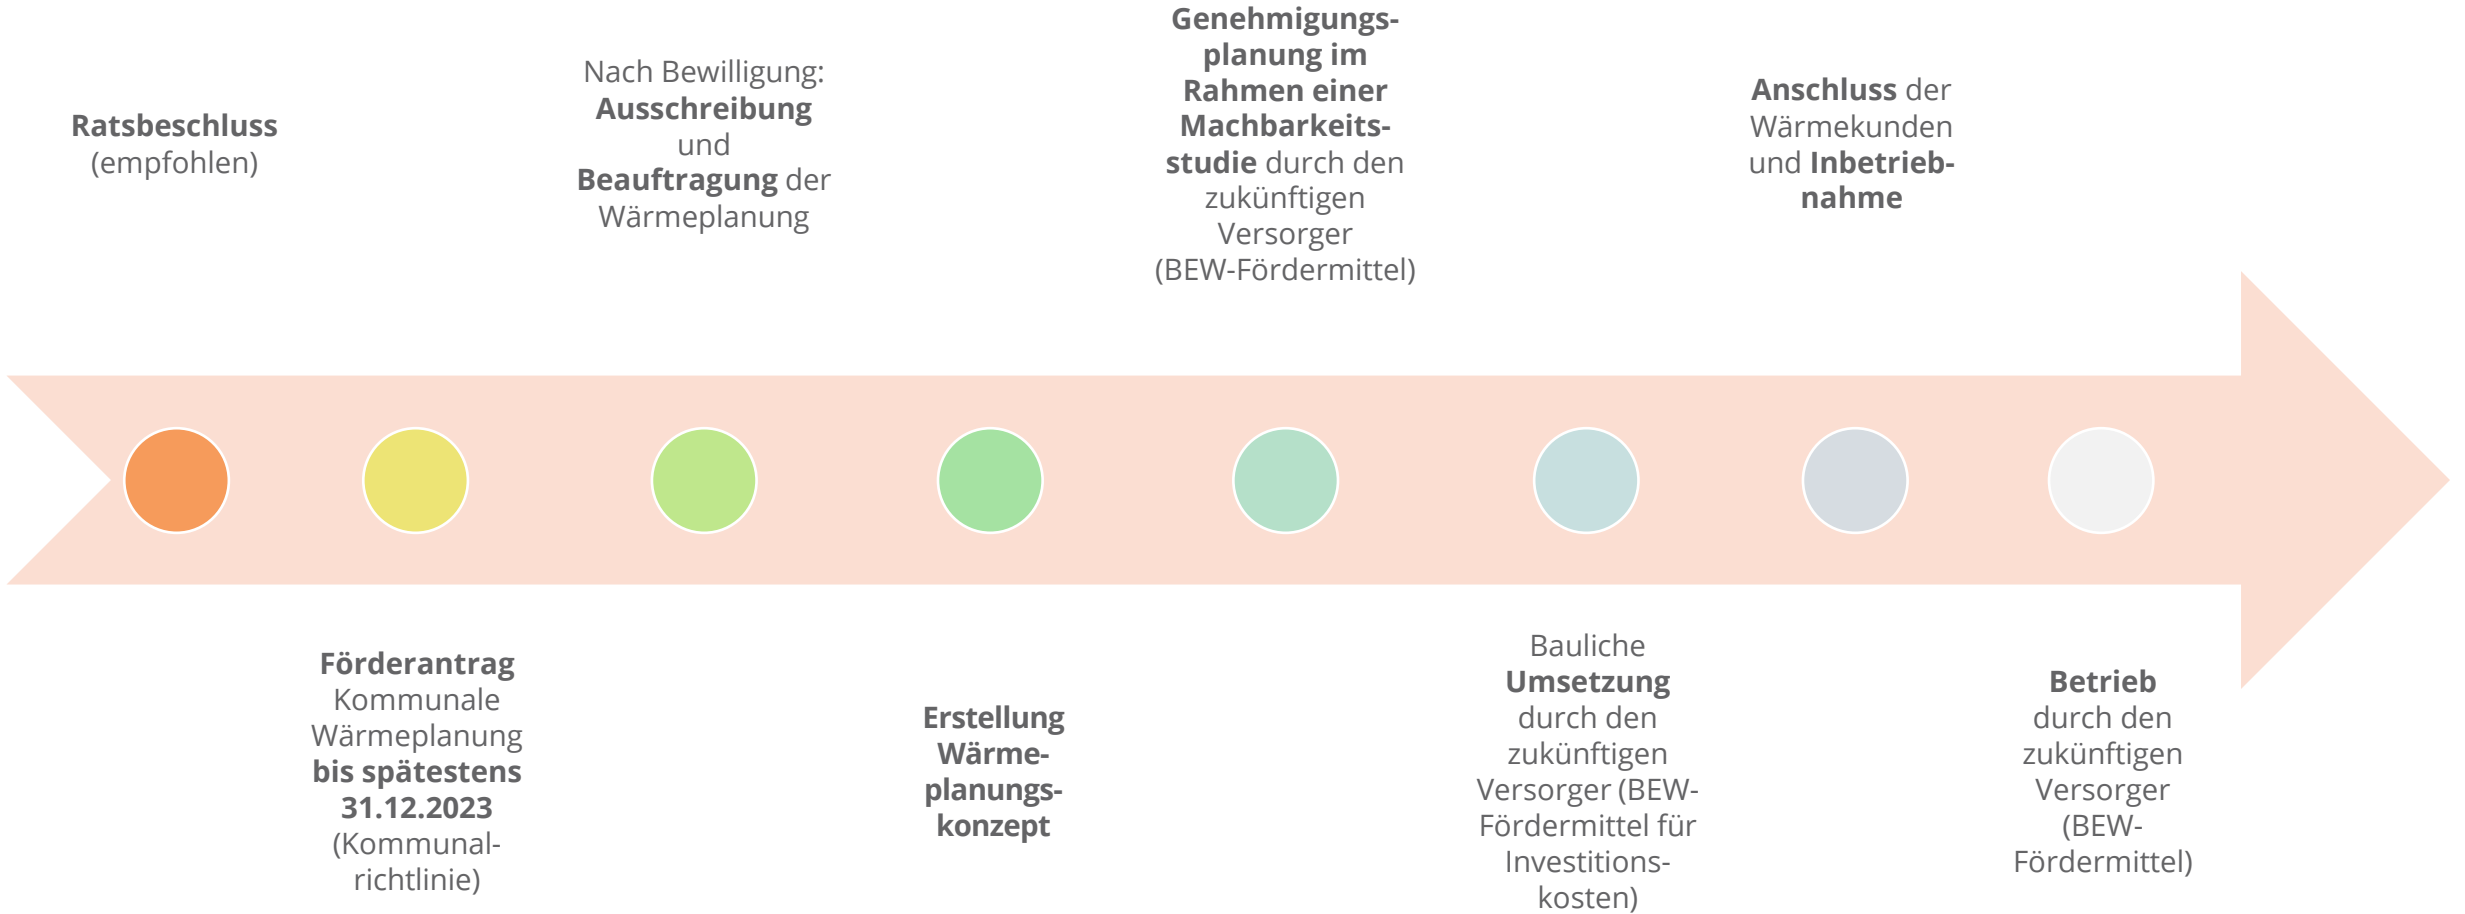 Ratsbeschluss
(empfohlen)
Förderantrag
Kommunale
Wärmeplanung
bis spätestens
31.12.2023
(Kommunal-
richtlinie)
Nach Bewilligung:
Ausschreibung
und
Beauftragung der
Wärmeplanung
Erstellung
Wärme-
planungs-
konzept
Genehmigungs-
planung im
Rahmen einer
Machbarkeits-
studie durch den
zukünftigen
Versorger
(BEW-Fördermittel)
Bauliche
Umsetzung
durch den
zukünftigen
Versorger (BEW-
Fördermittel für
Investitions-
kosten)
Anschluss der
Wärmekunden
und Inbetrieb-
nahme
Betrieb
durch den
zukünftigen
Versorger
(BEW-
Fördermittel)